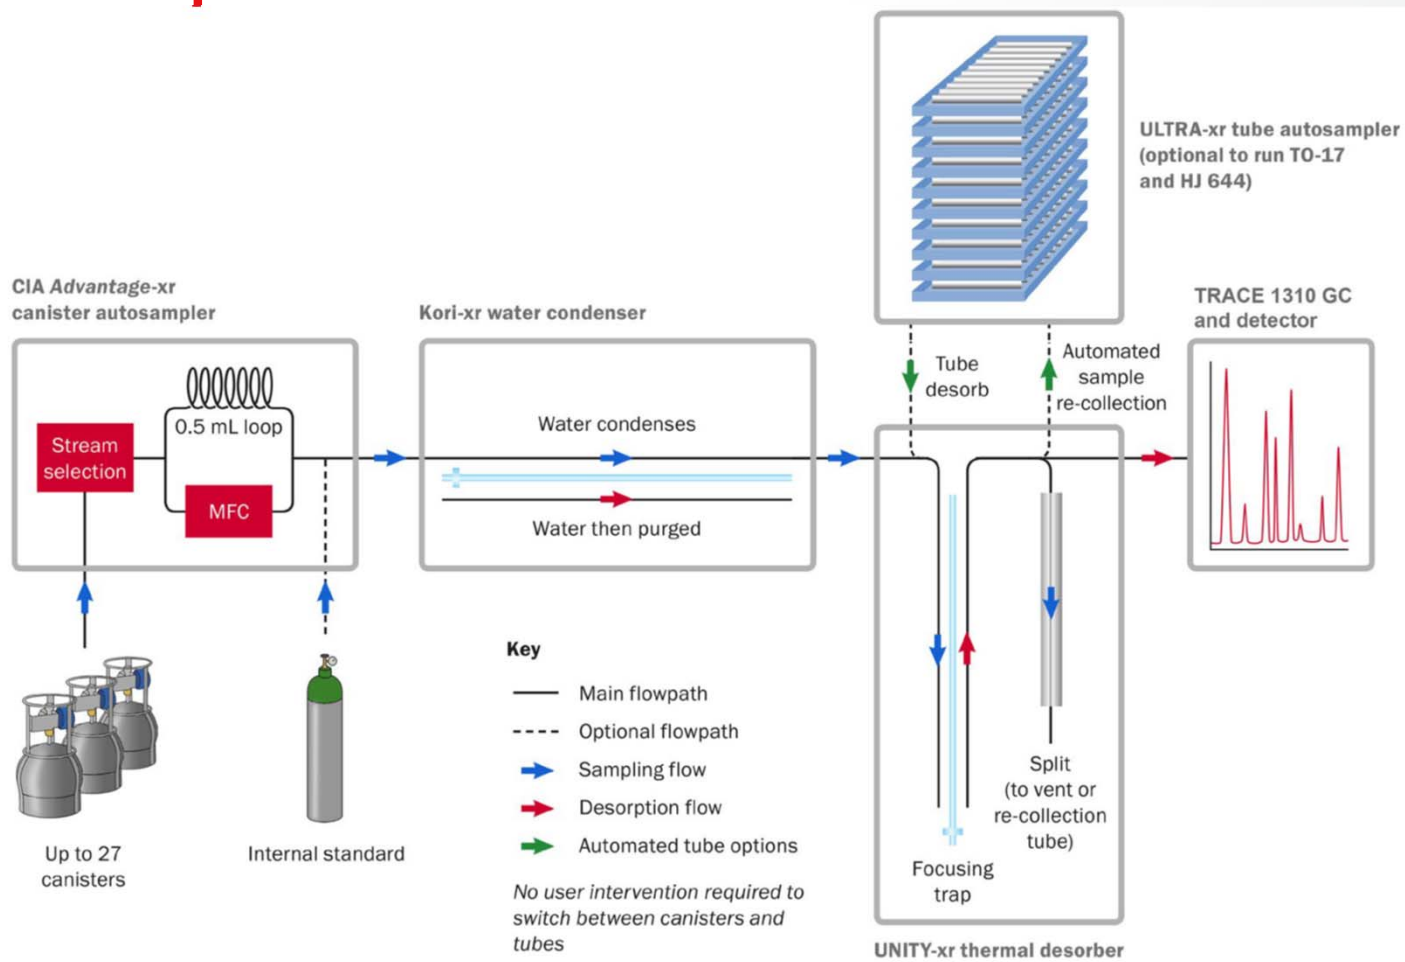 ULTRA-xr tube autosampler
(optional to run TO-17
and HJ 644)
CIA Advantage-xr
canister autosampler
Kori-xr water condenser
TRACE 1310 GC
and detector
Stream
selection
0.5 mL loop
MFC
Water condenses
Water then purged
Tube
desorb
Automated
sample
re-collection
Up to 27
canisters
Internal standard
Key
Main flowpath
Optional flowpath
Sampling flow
Desorption flow
Automated tube options
No user intervention required to
switch between canisters and
tubes
Split
(to vent or
re-collection
tube)
Focusing
trap
UNITY-xr thermal desorber